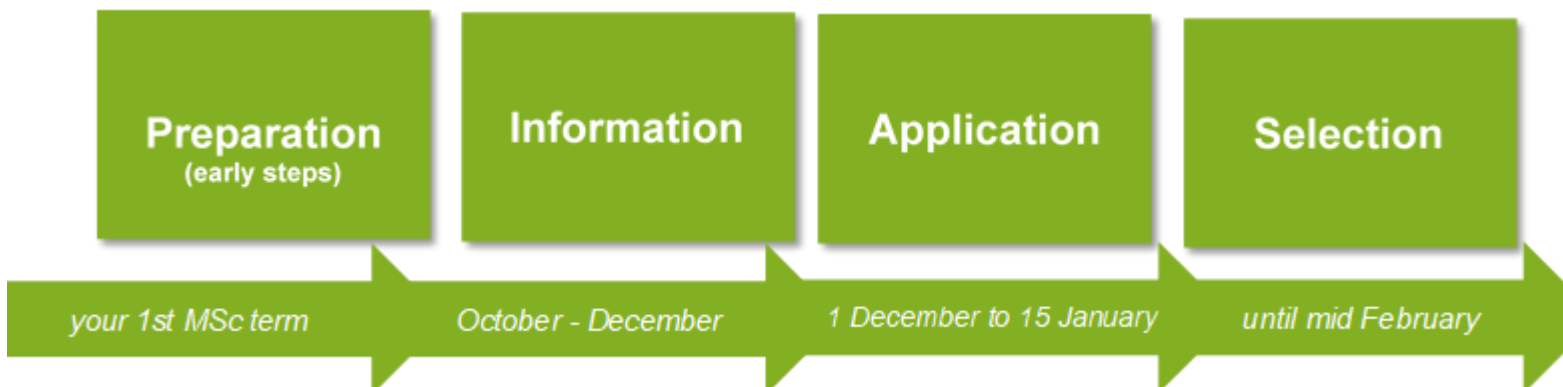 Preparation
(early steps)
Information
Application
Selection
your 1st MSc term
October - December
1 December to 15 January
until mid February